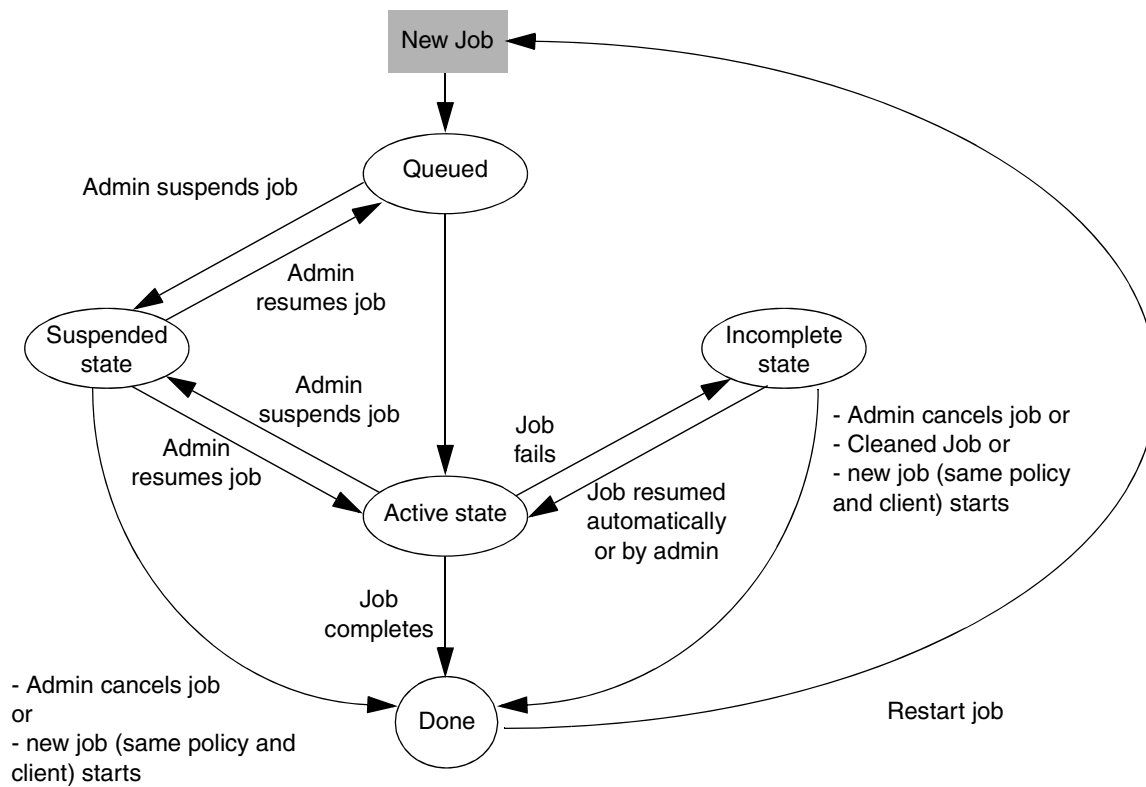 New Job
Queued
Admin suspends job
Admin
resumes job
Suspended
state
Incomplete
state
Admin
suspends job
Admin
resumes job
Job
fails
- Admin cancels job or
- Cleaned Job or
- new job (same policy
and client) starts
Active state
Job resumed
automatically
or by admin
Job
completes
- Admin cancels job
or
- new job (same policy and
client) starts
Done
Restart job